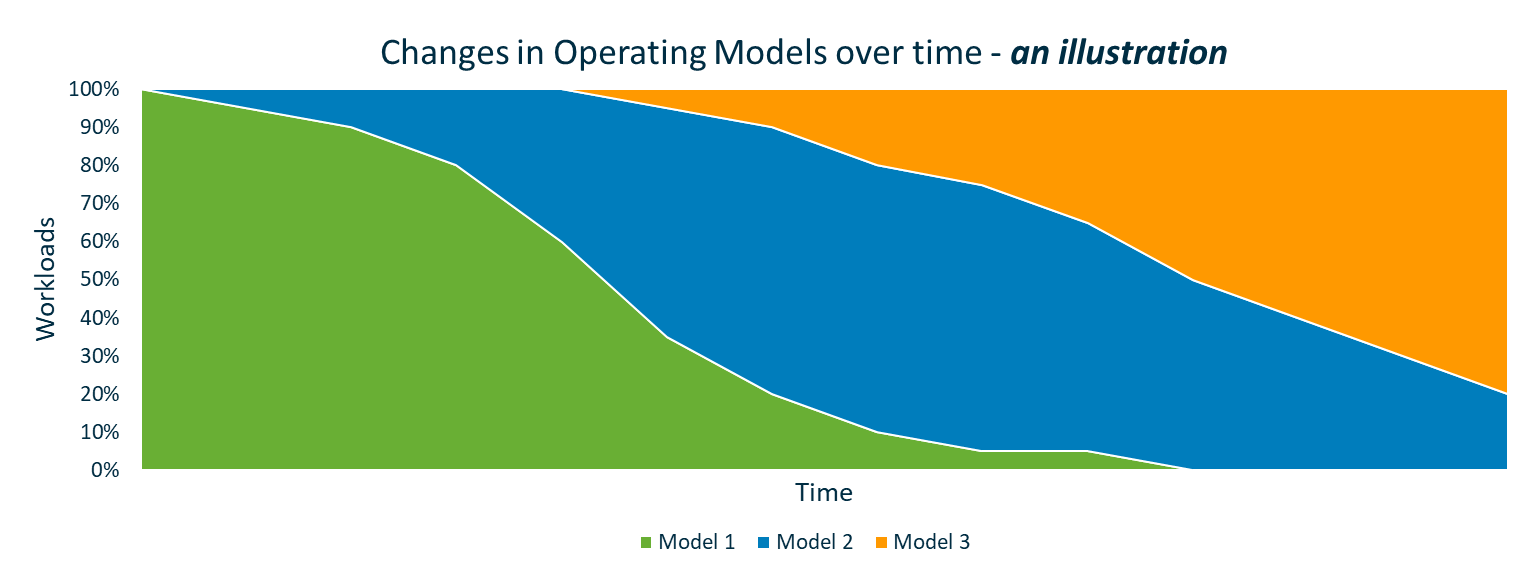 Changes in Operating Models over time - an illustration
100%
90%
80%
70%
60%
50%
40%
30%
20%
10%
0%
Workloads
Time
Model 1 Model 2 Model 3